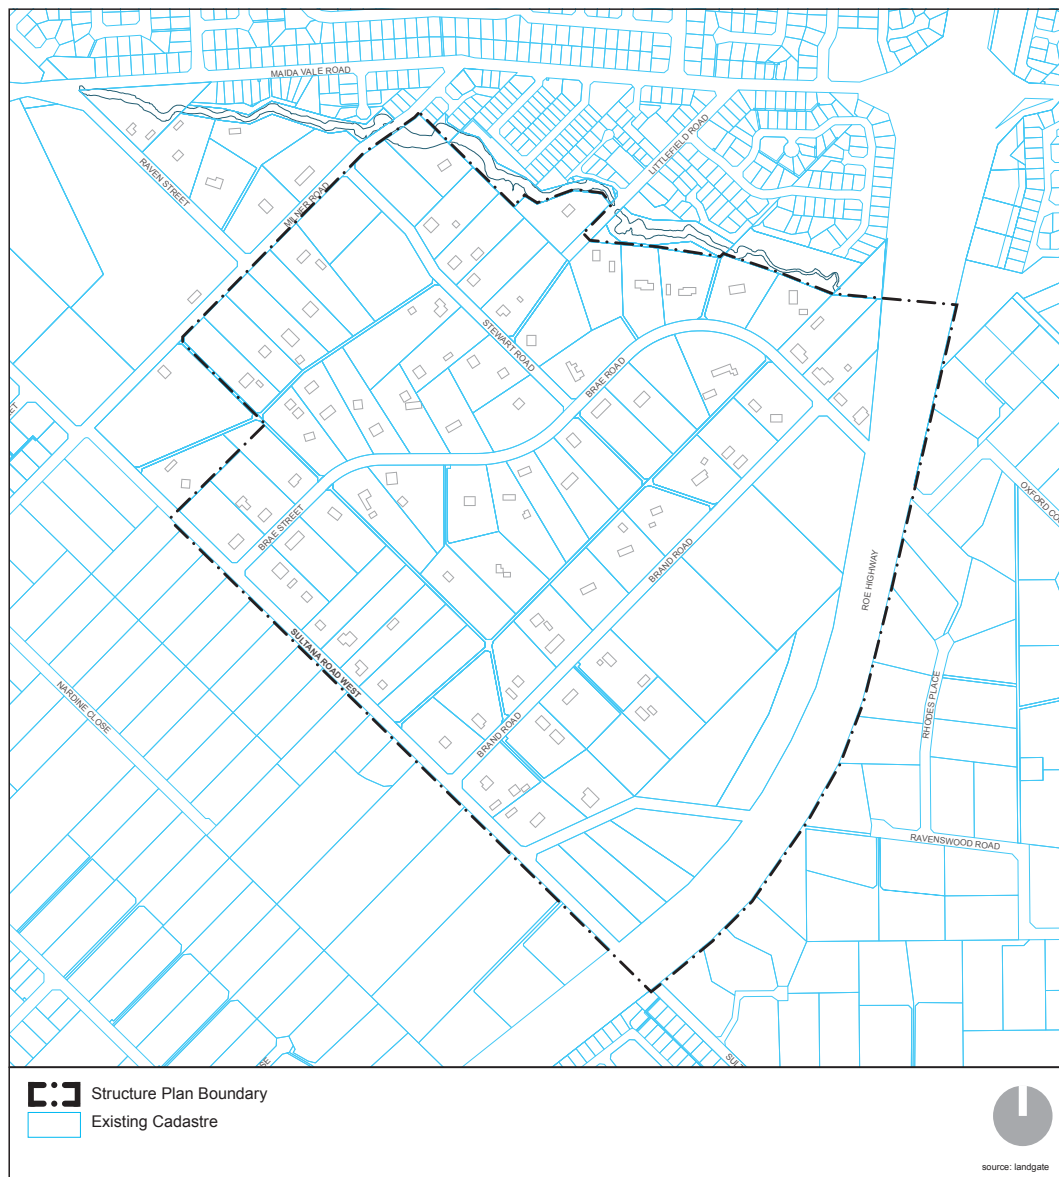 MAIDA VALE ROAD
LITTLEFIELD ROAD
RAVEN STREET
MILNER ROAD
STEWART ROAD
BRAE ROAD
OXFORD CO
BRAE STREET
BRAND ROAD
ROE HIGHWAY
SULTANA ROAD WEST
NARDINE CLOSE
RHODES PLACE
BRAND ROAD
RAVENSWOOD ROAD
Structure Plan Boundary
Existing Cadastre
source: landgate